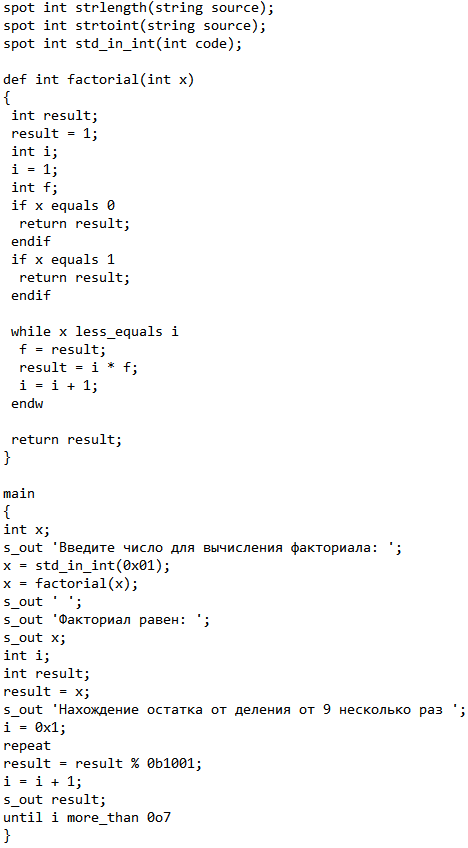 spot int strlength(string source);
spot int strtoint(string source);
spot int std_in_int(int code);

def int factorial(int x)
{
 int result;
 result = 1;
 int i;
 i = 1;
 int f;
 if x equals 0
  return result;
 endif
 if x equals 1
  return result;
 endif

 while x less_equals i
  f = result;
  result = i * f;
  i = i + 1;
 endw

 return result;
}

main
{
int x;
s_out 'Введите число для вычисления факториала: ';
x = std_in_int(0x01);
x = factorial(x);
s_out ' ';
s_out 'Факториал равен: ';
s_out x;
int i;
int result;
result = x;
s_out 'Нахождение остатка от деления от 9 несколько раз ';
i = 0x1;
repeat
result = result % 0b1001;
i = i + 1;
s_out result;
until i more_than 0o7
}